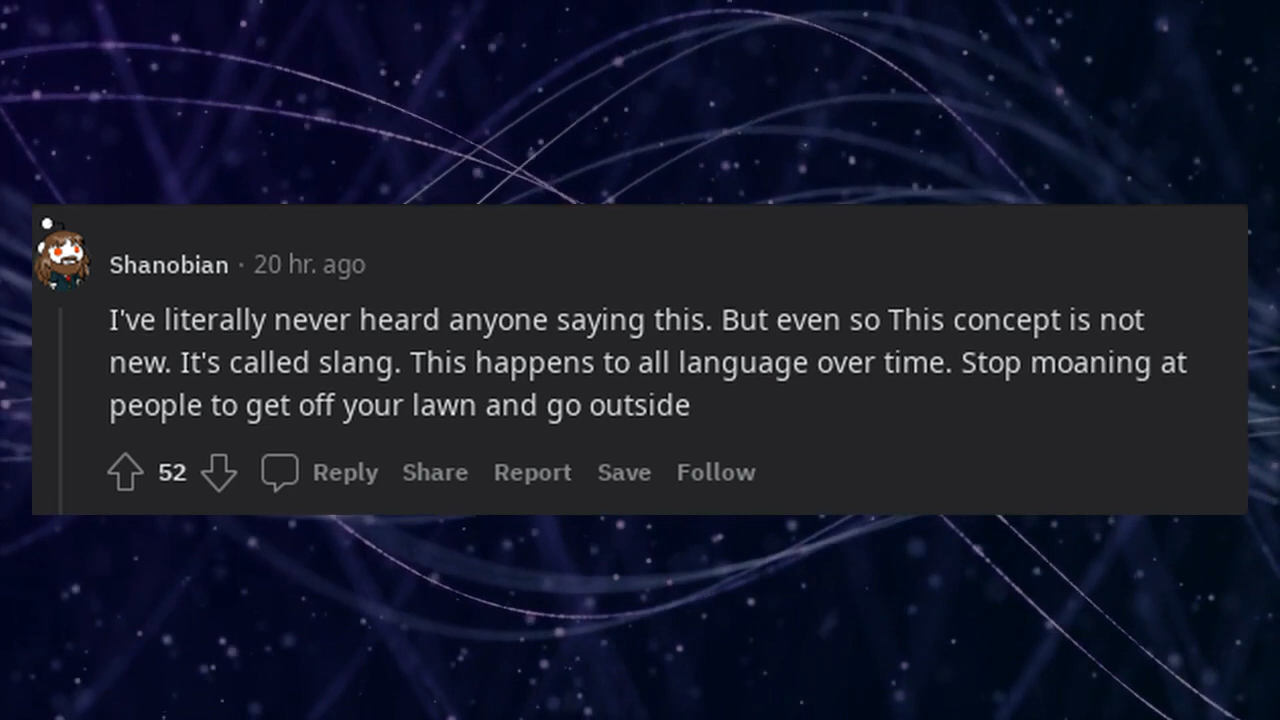 Shanobian · 20 hr. ago
I've literally never heard anyone saying this. But even so This concept is not
new. It's called slang. This happens to all language over time. Stop moaning at
people to get off your lawn and go outside
52 Reply Share Report Save Follow